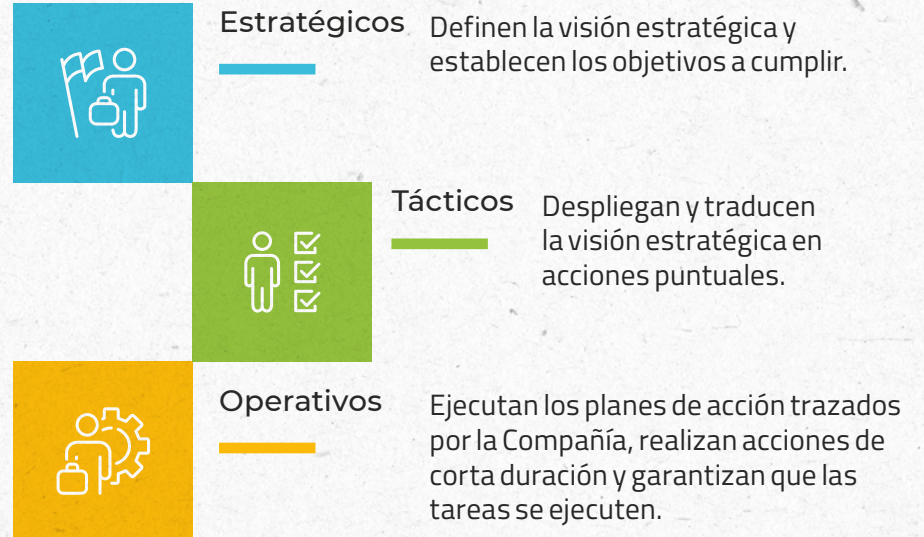 Estratégicos
Definen la visión estratégica y
establecen los objetivos a cumplir.
Tácticos
Despliegan y traducen
la visión estratégica en
acciones puntuales.
Operativos
Ejecutan los planes de acción trazados
por la Compañía, realizan acciones de
corta duración y garantizan que las
tareas se ejecuten.